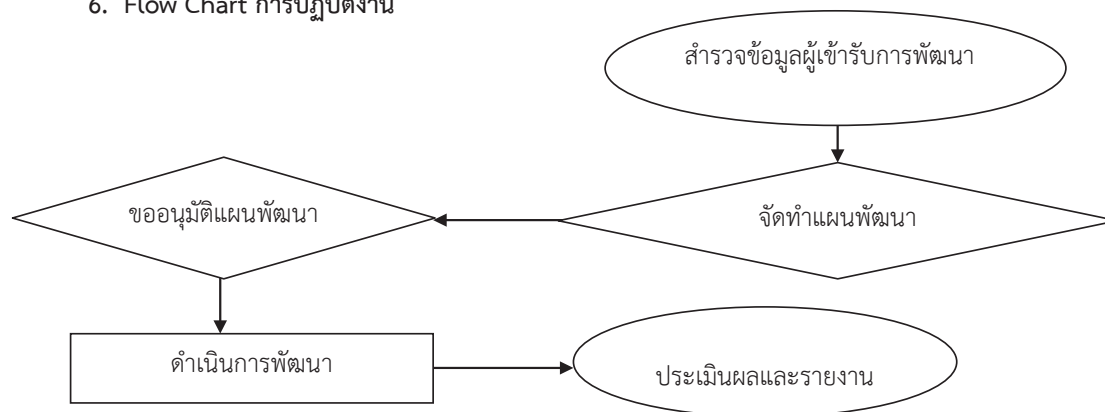 6. Flow Chart การปฏิบัติงาน
สำรวจข้อมูลผู้เข้ารับการพัฒนา
จัดทำแผนพัฒนา
ขออนุมัติแผนพัฒนา
ดำเนินการพัฒนา
ประเมินผลและรายงาน